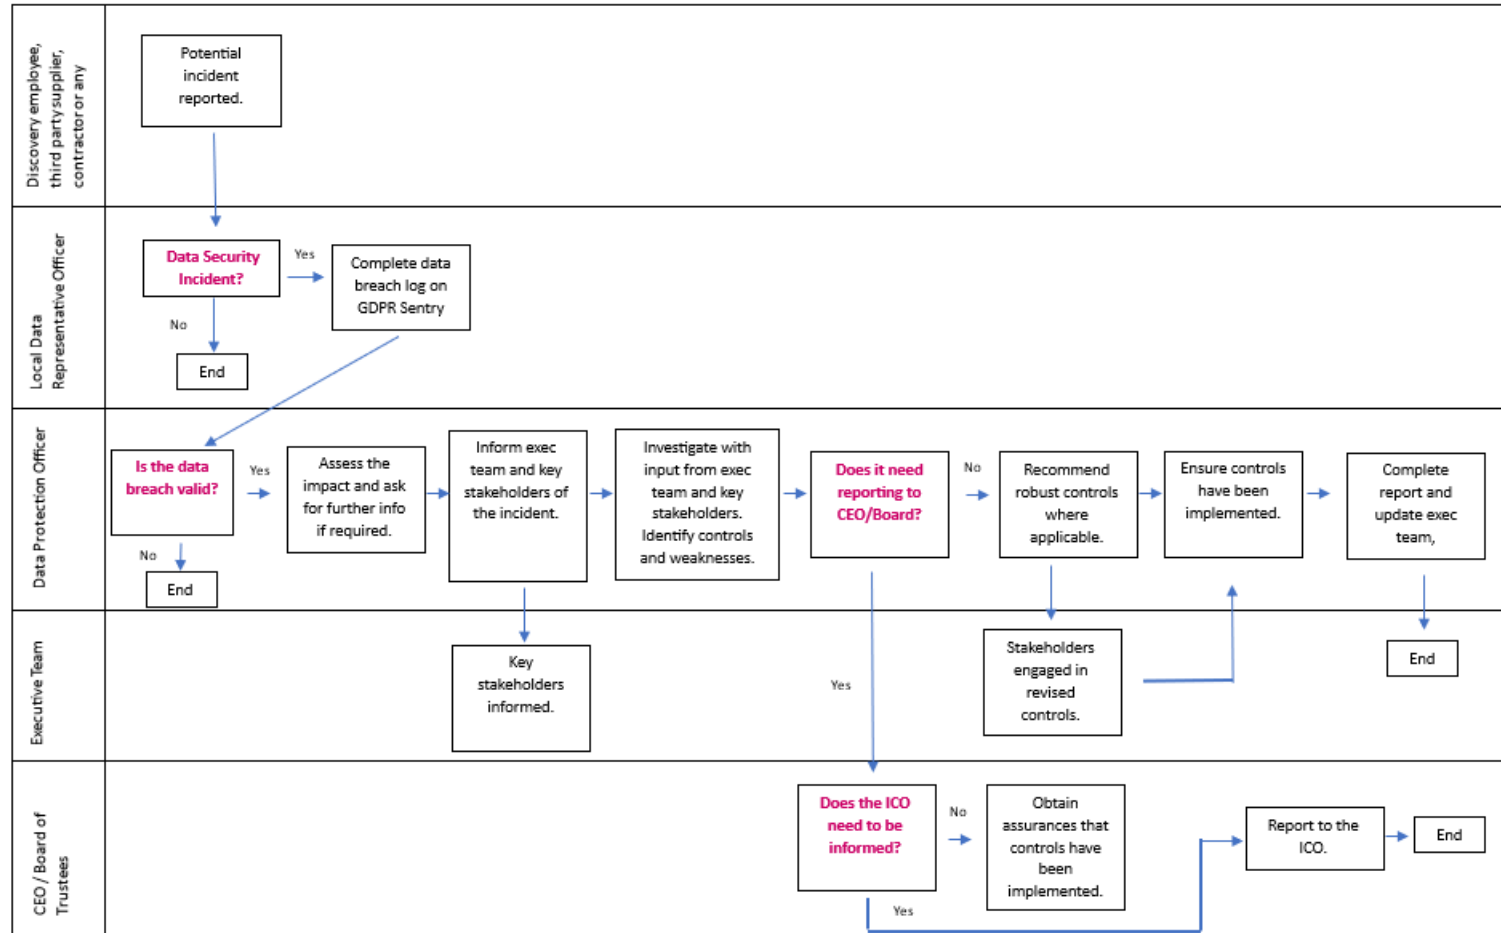 Discovery employee,
third party supplier,
contractor or any
Potential
incident
reported.
Local Data
Representative Officer
Data Security
Incident?
Yes
No
End
Complete data
breach log on
GDPR Sentry
Data Protection Officer
Is the data
breach valid?
Yes
No
End
Assess the
impact and ask
for further info
if required.
Inform exec
team and key
stakeholders of
the incident.
Investigate with
input from exec
team and key
stakeholders.
Identify controls
and weaknesses.
Does it need
reporting to
CEO/Board?
No
Yes
Recommend
robust controls
where
applicable.
Ensure controls
have been
implemented.
Complete
report and
update exec
team,
Executive Team
Key
stakeholders
informed.
Stakeholders
engaged in
revised
controls.
End
CEO / Board of
Trustees
Does the ICO
need to be
informed?
No
Yes
Obtain
assurances that
controls have
been
implemented.
Report to the
ICO.
End